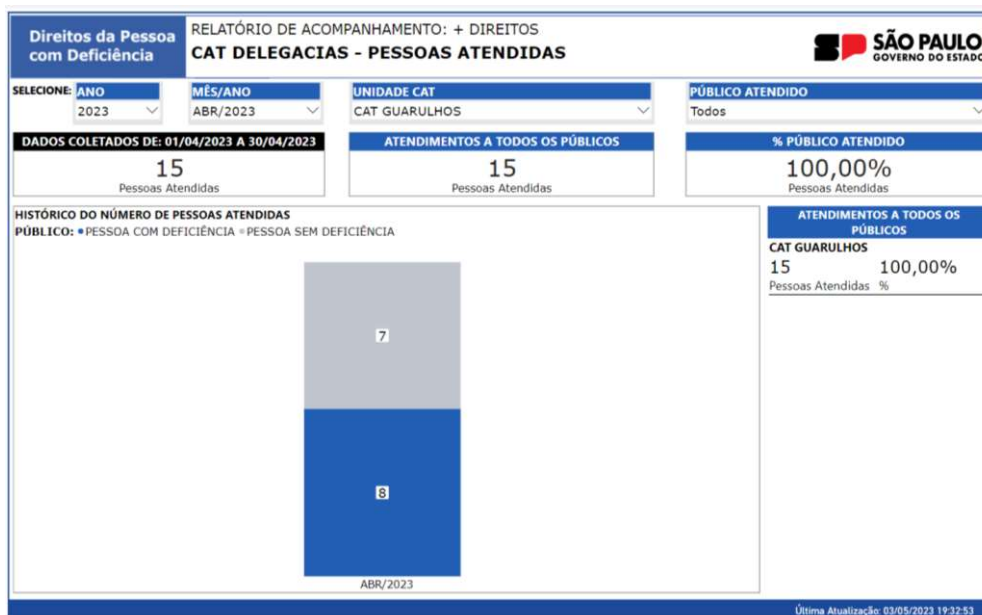 Direitos da Pessoa
com Deficiência
RELATÓRIO DE ACOMPANHAMENTO: + DIREITOS
CAT DELEGACIAS - PESSOAS ATENDIDAS
SÃO PAULO
GOVERNO DO ESTADO
SELECIONE:
ANO
2023
MÊS/ANO
ABR/2023
UNIDADE CAT
CAT GUARULHOS
PÚBLICO ATENDIDO
Todos
DADOS COLETADOS DE: 01/04/2023 A 30/04/2023
15
Pessoas Atendidas
ATENDIMENTOS A TODOS OS PÚBLICOS
15
Pessoas Atendidas
% PÚBLICO ATENDIDO
100,00%
Pessoas Atendidas
HISTÓRICO DO NÚMERO DE PESSOAS ATENDIDAS
PÚBLICO: PESSOA COM DEFICIÊNCIA PESSOA SEM DEFICIÊNCIA
7
8
ABR/2023
ATENDIMENTOS A TODOS OS
PÚBLICOS
CAT GUARULHOS
15 100,00%
Pessoas Atendidas %
Última Atualização: 03/05/2023 19:32:53